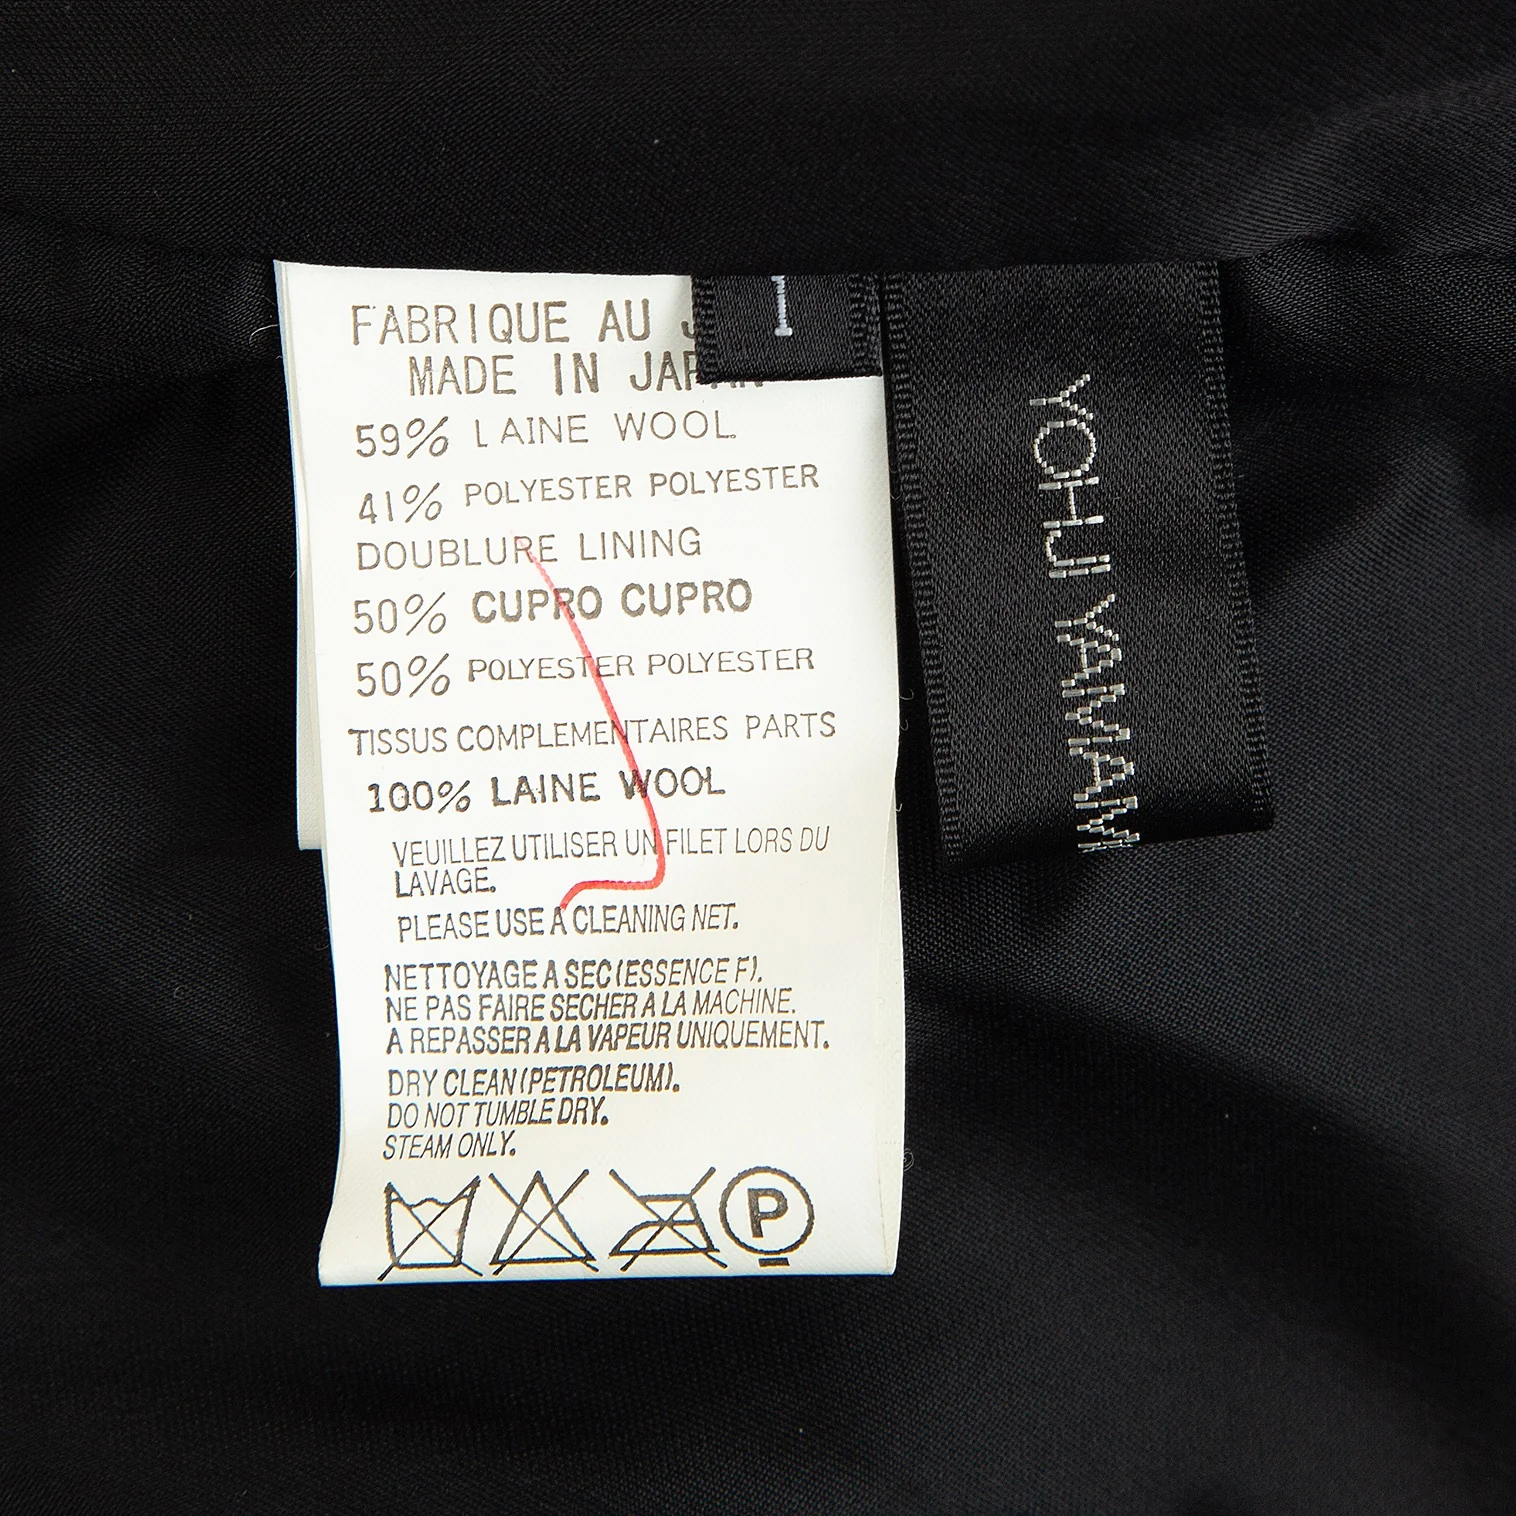 FABRIQUE AU J
MADE IN JAPAN
59% LAINE WOOL
41% POLYESTER POLYESTER
DOUBLURE LINING
50% CUPRO CUPRO
50% POLYESTER POLYESTER
TISSUS COMPLEMENTAIRES PARTS
100% LAINE WOOL
VEUILLEZ UTILISER UN FILET LORS DU
LAVAGE.
PLEASE USE A CLEANING NET.
NETTOYAGE A SEC (ESSENCE F).
NE PAS FAIRE SECHER A LA MACHINE.
A REPASSER A LA VAPEUR UNIQUEMENT.
DRY CLEAN (PETROLEUM).
DO NOT TUMBLE DRY.
STEAM ONLY.
P
1
YOHJI YAMAM